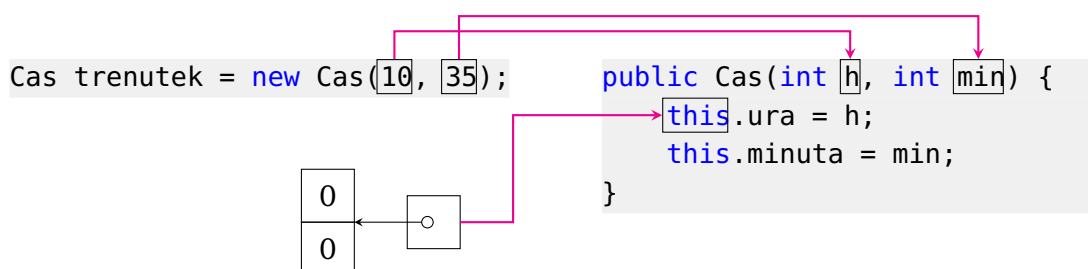 Cas trenutek = new Cas(10, 35);
public Cas(int h, int min) {
this.ura = h;
this.minuta = min;
}
0
0